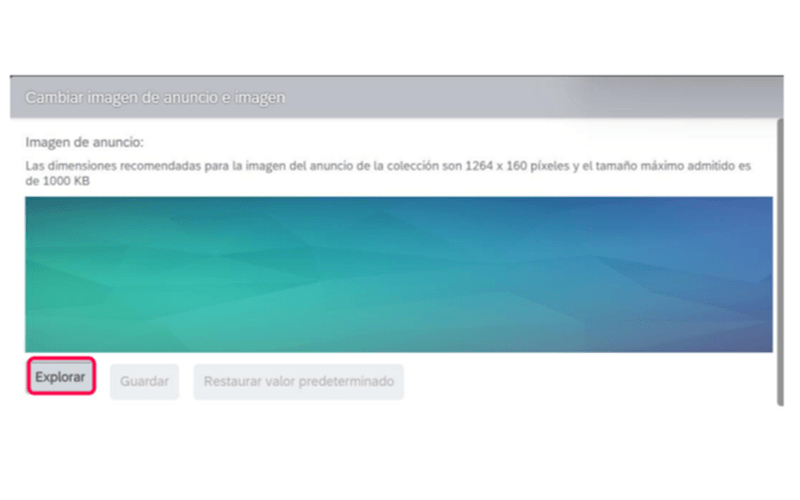 Cambiar imagen de anuncio e imagen
Imagen de anuncio:
Las dimensiones recomendadas para la imagen del anuncio de la colección son 1264 x 160 píxeles y el tamaño máximo admitido es
de 1000 KB
Explorar
Guardar
Restaurar valor predeterminado